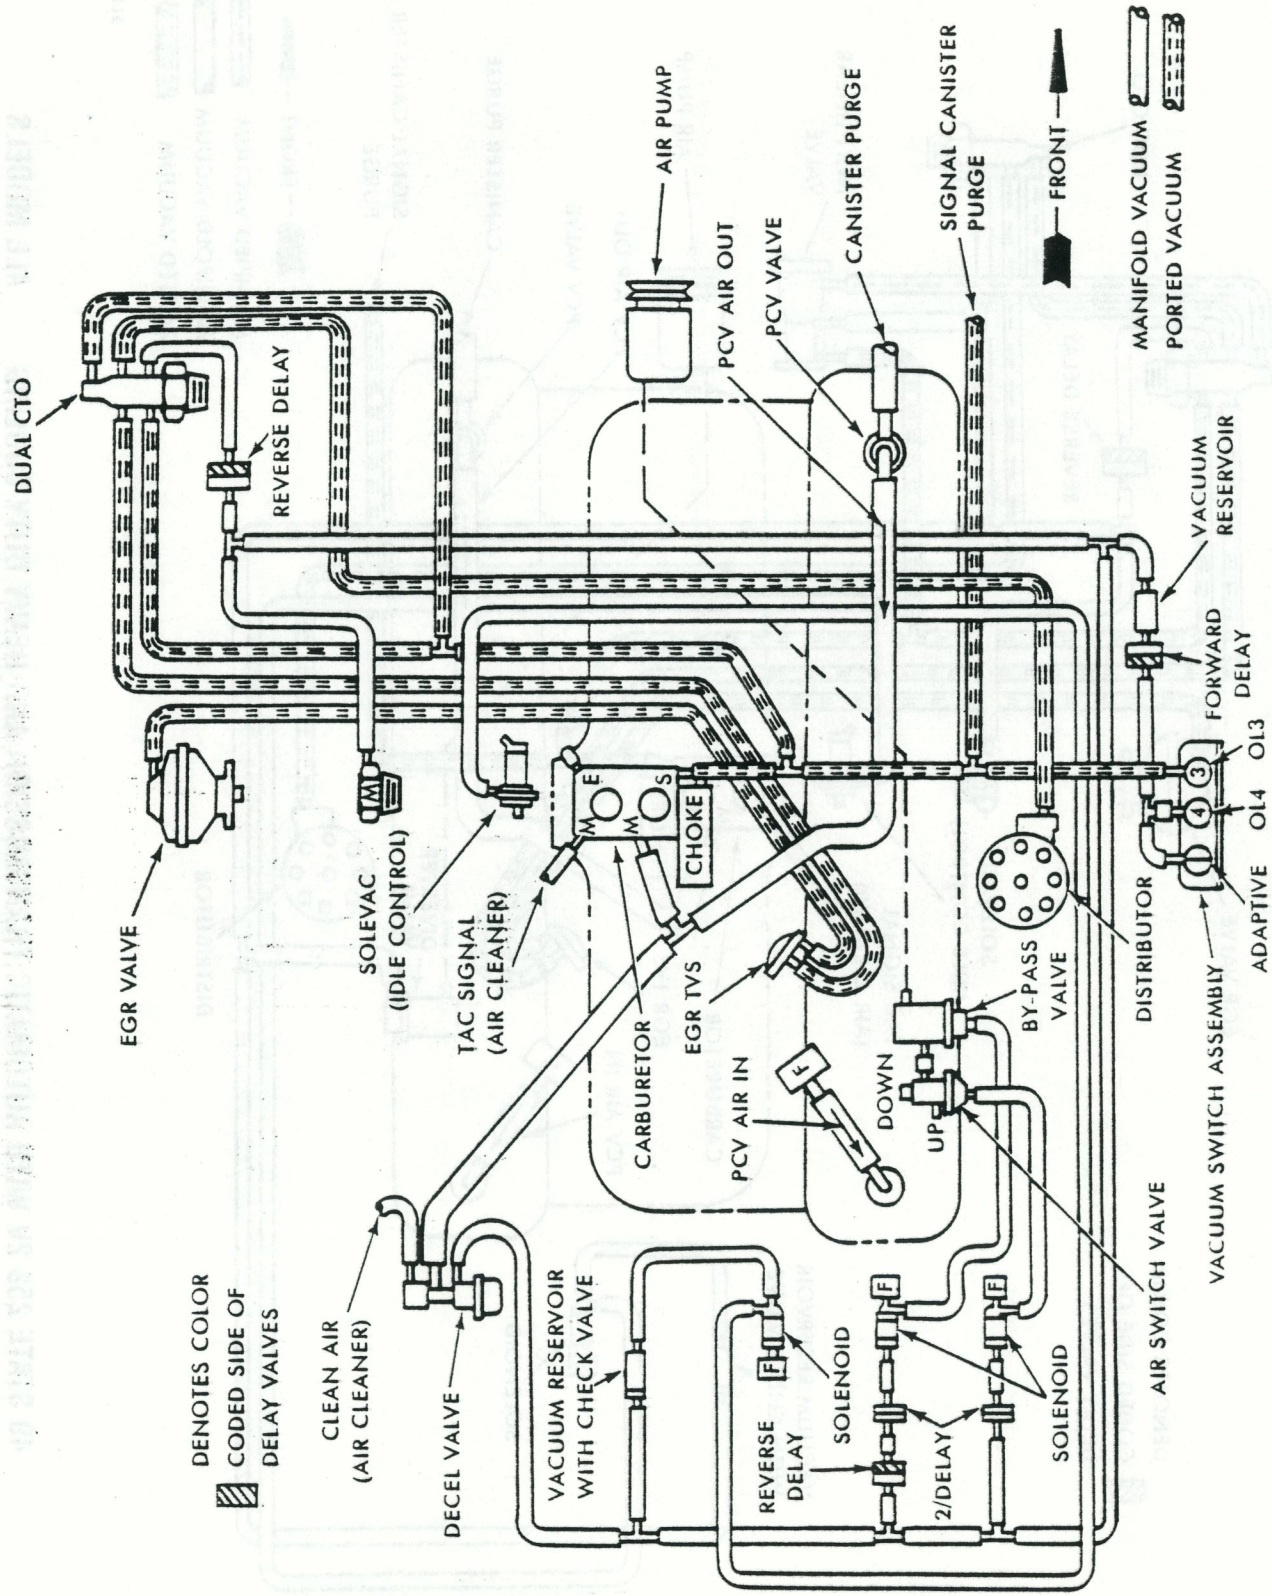 DUAL CTO
REVERSE DELAY
AIR PUMP
PCV AIR OUT
PCV VALVE
CANISTER PURGE
SIGNAL CANISTER
PURGE
FRONT
MANIFOLD VACUUM
PORTED VACUUM
EGR VALVE
SOLEVAC
(IDLE CONTROL)
TAC SIGNAL
(AIR CLEANER)
M
E
M
S
CHOKE
CARBURETOR
EGR TVS
PCV AIR IN
F
DOWN
UP
BY-PASS
VALVE
DISTRIBUTOR
VACUUM
RESERVOIR
FORWARD
DELAY
3
4
1
OL3
OL4
ADAPTIVE
VACUUM SWITCH ASSEMBLY
AIR SWITCH VALVE
DENOTES COLOR
CODED SIDE OF
DELAY VALVES
CLEAN AIR
(AIR CLEANER)
DECEL VALVE
VACUUM RESERVOIR
WITH CHECK VALVE
F
SOLENOID
REVERSE
DELAY
F
2/DELAY
F
SOLENOID